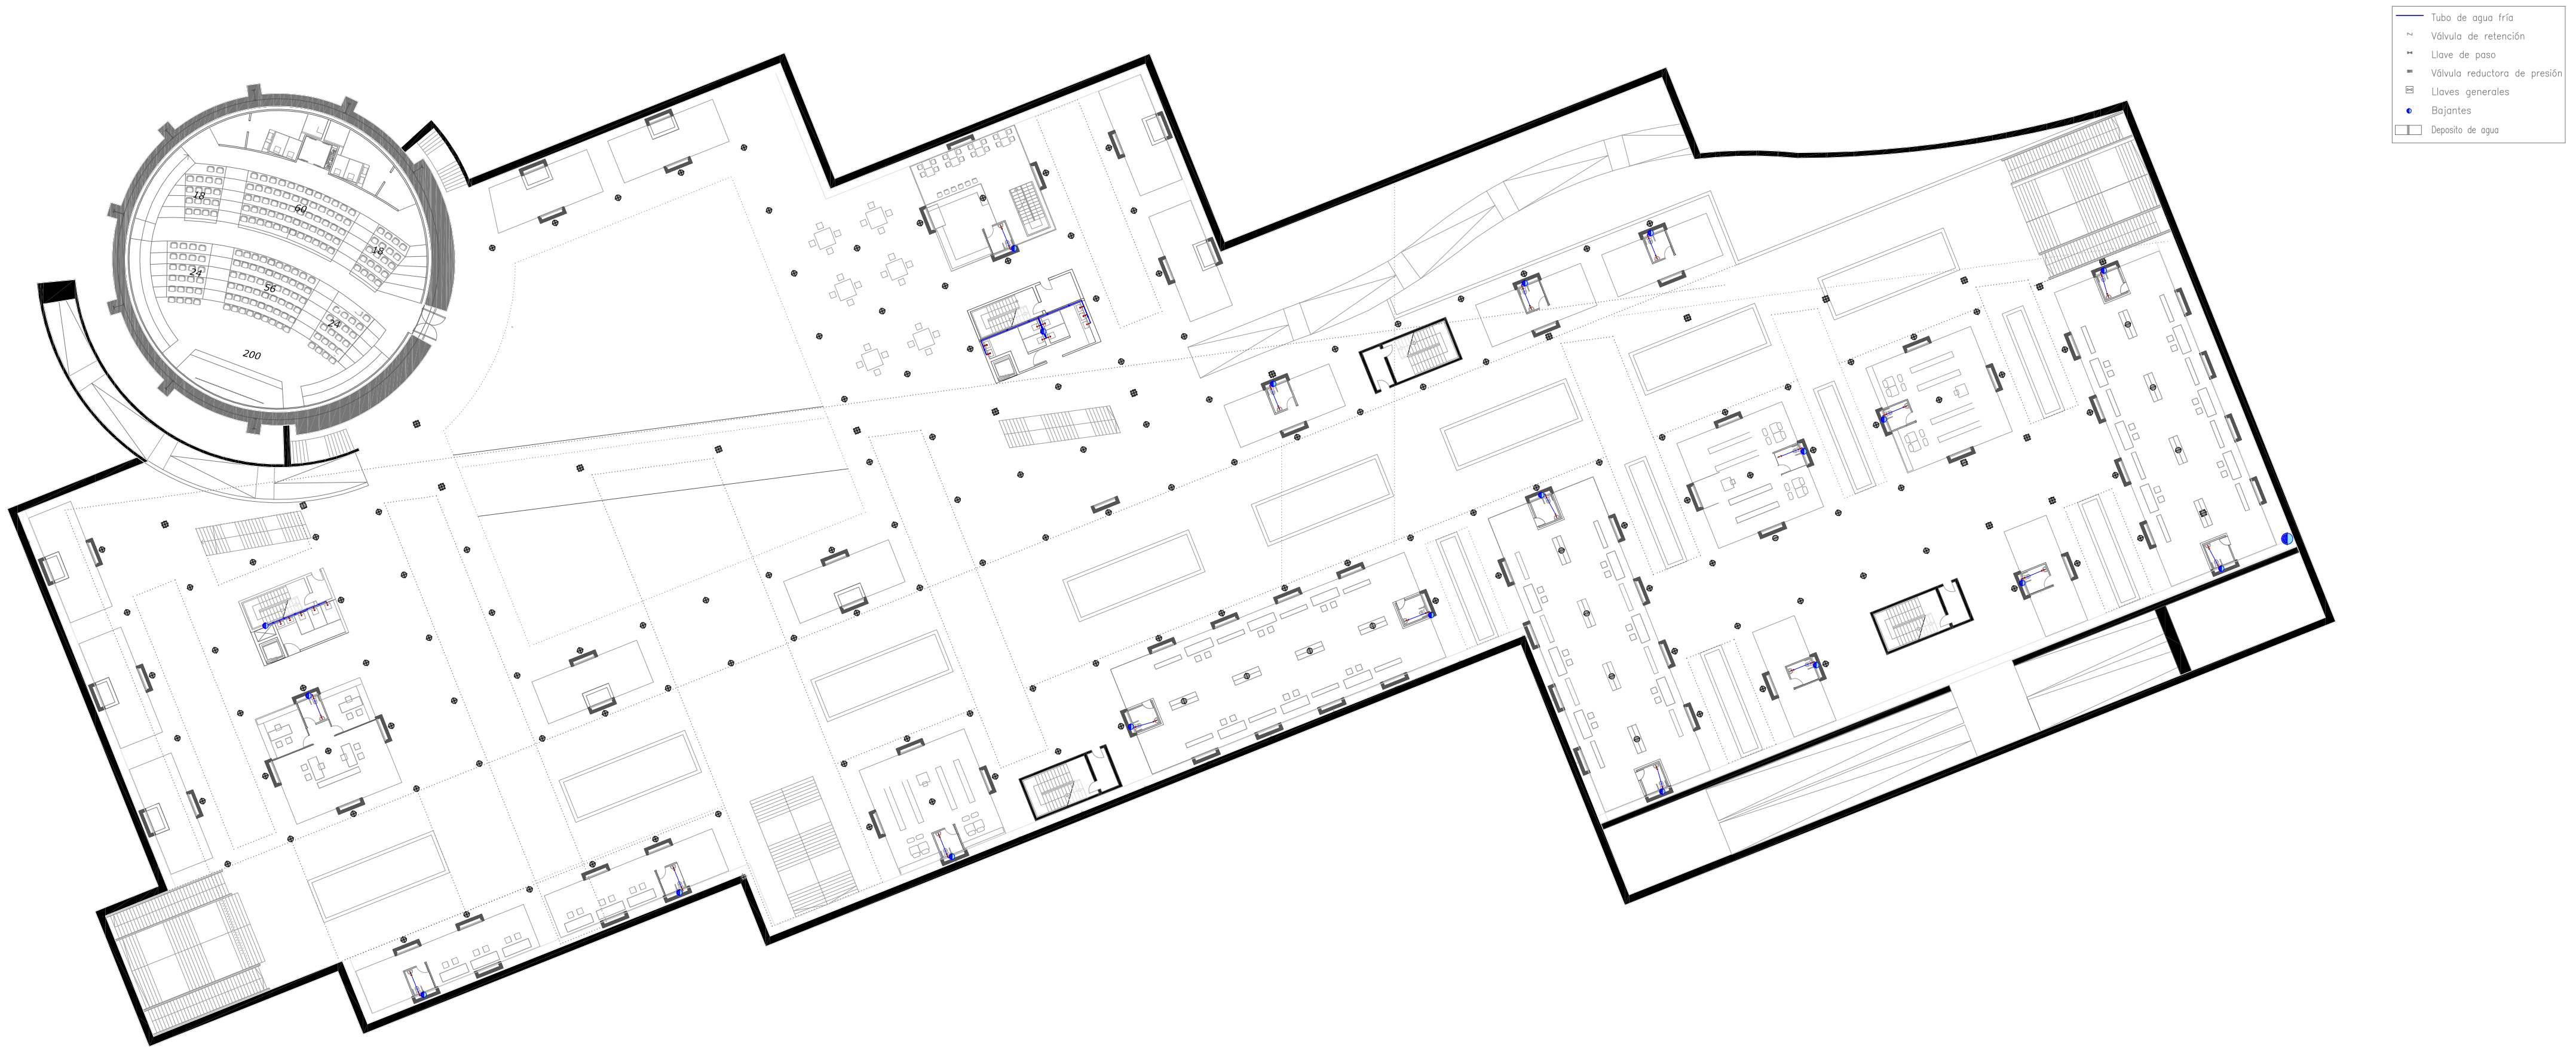 Tubo de agua fría
Válvula de retención
Llave de paso
Válvula reductora de presión
Llaves generales
Bajantes
Deposito de agua
18
60
18
24
56
24
200